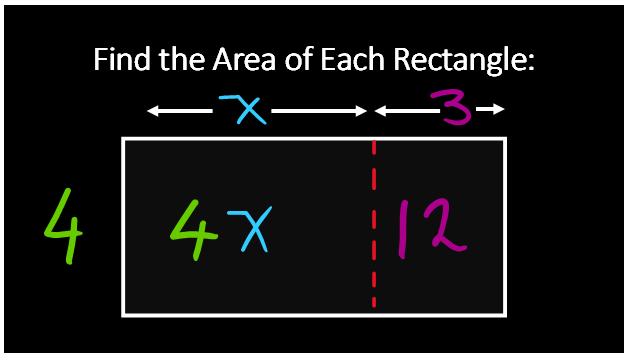 Find the Area of Each Rectangle:
x 3
4 4x 12